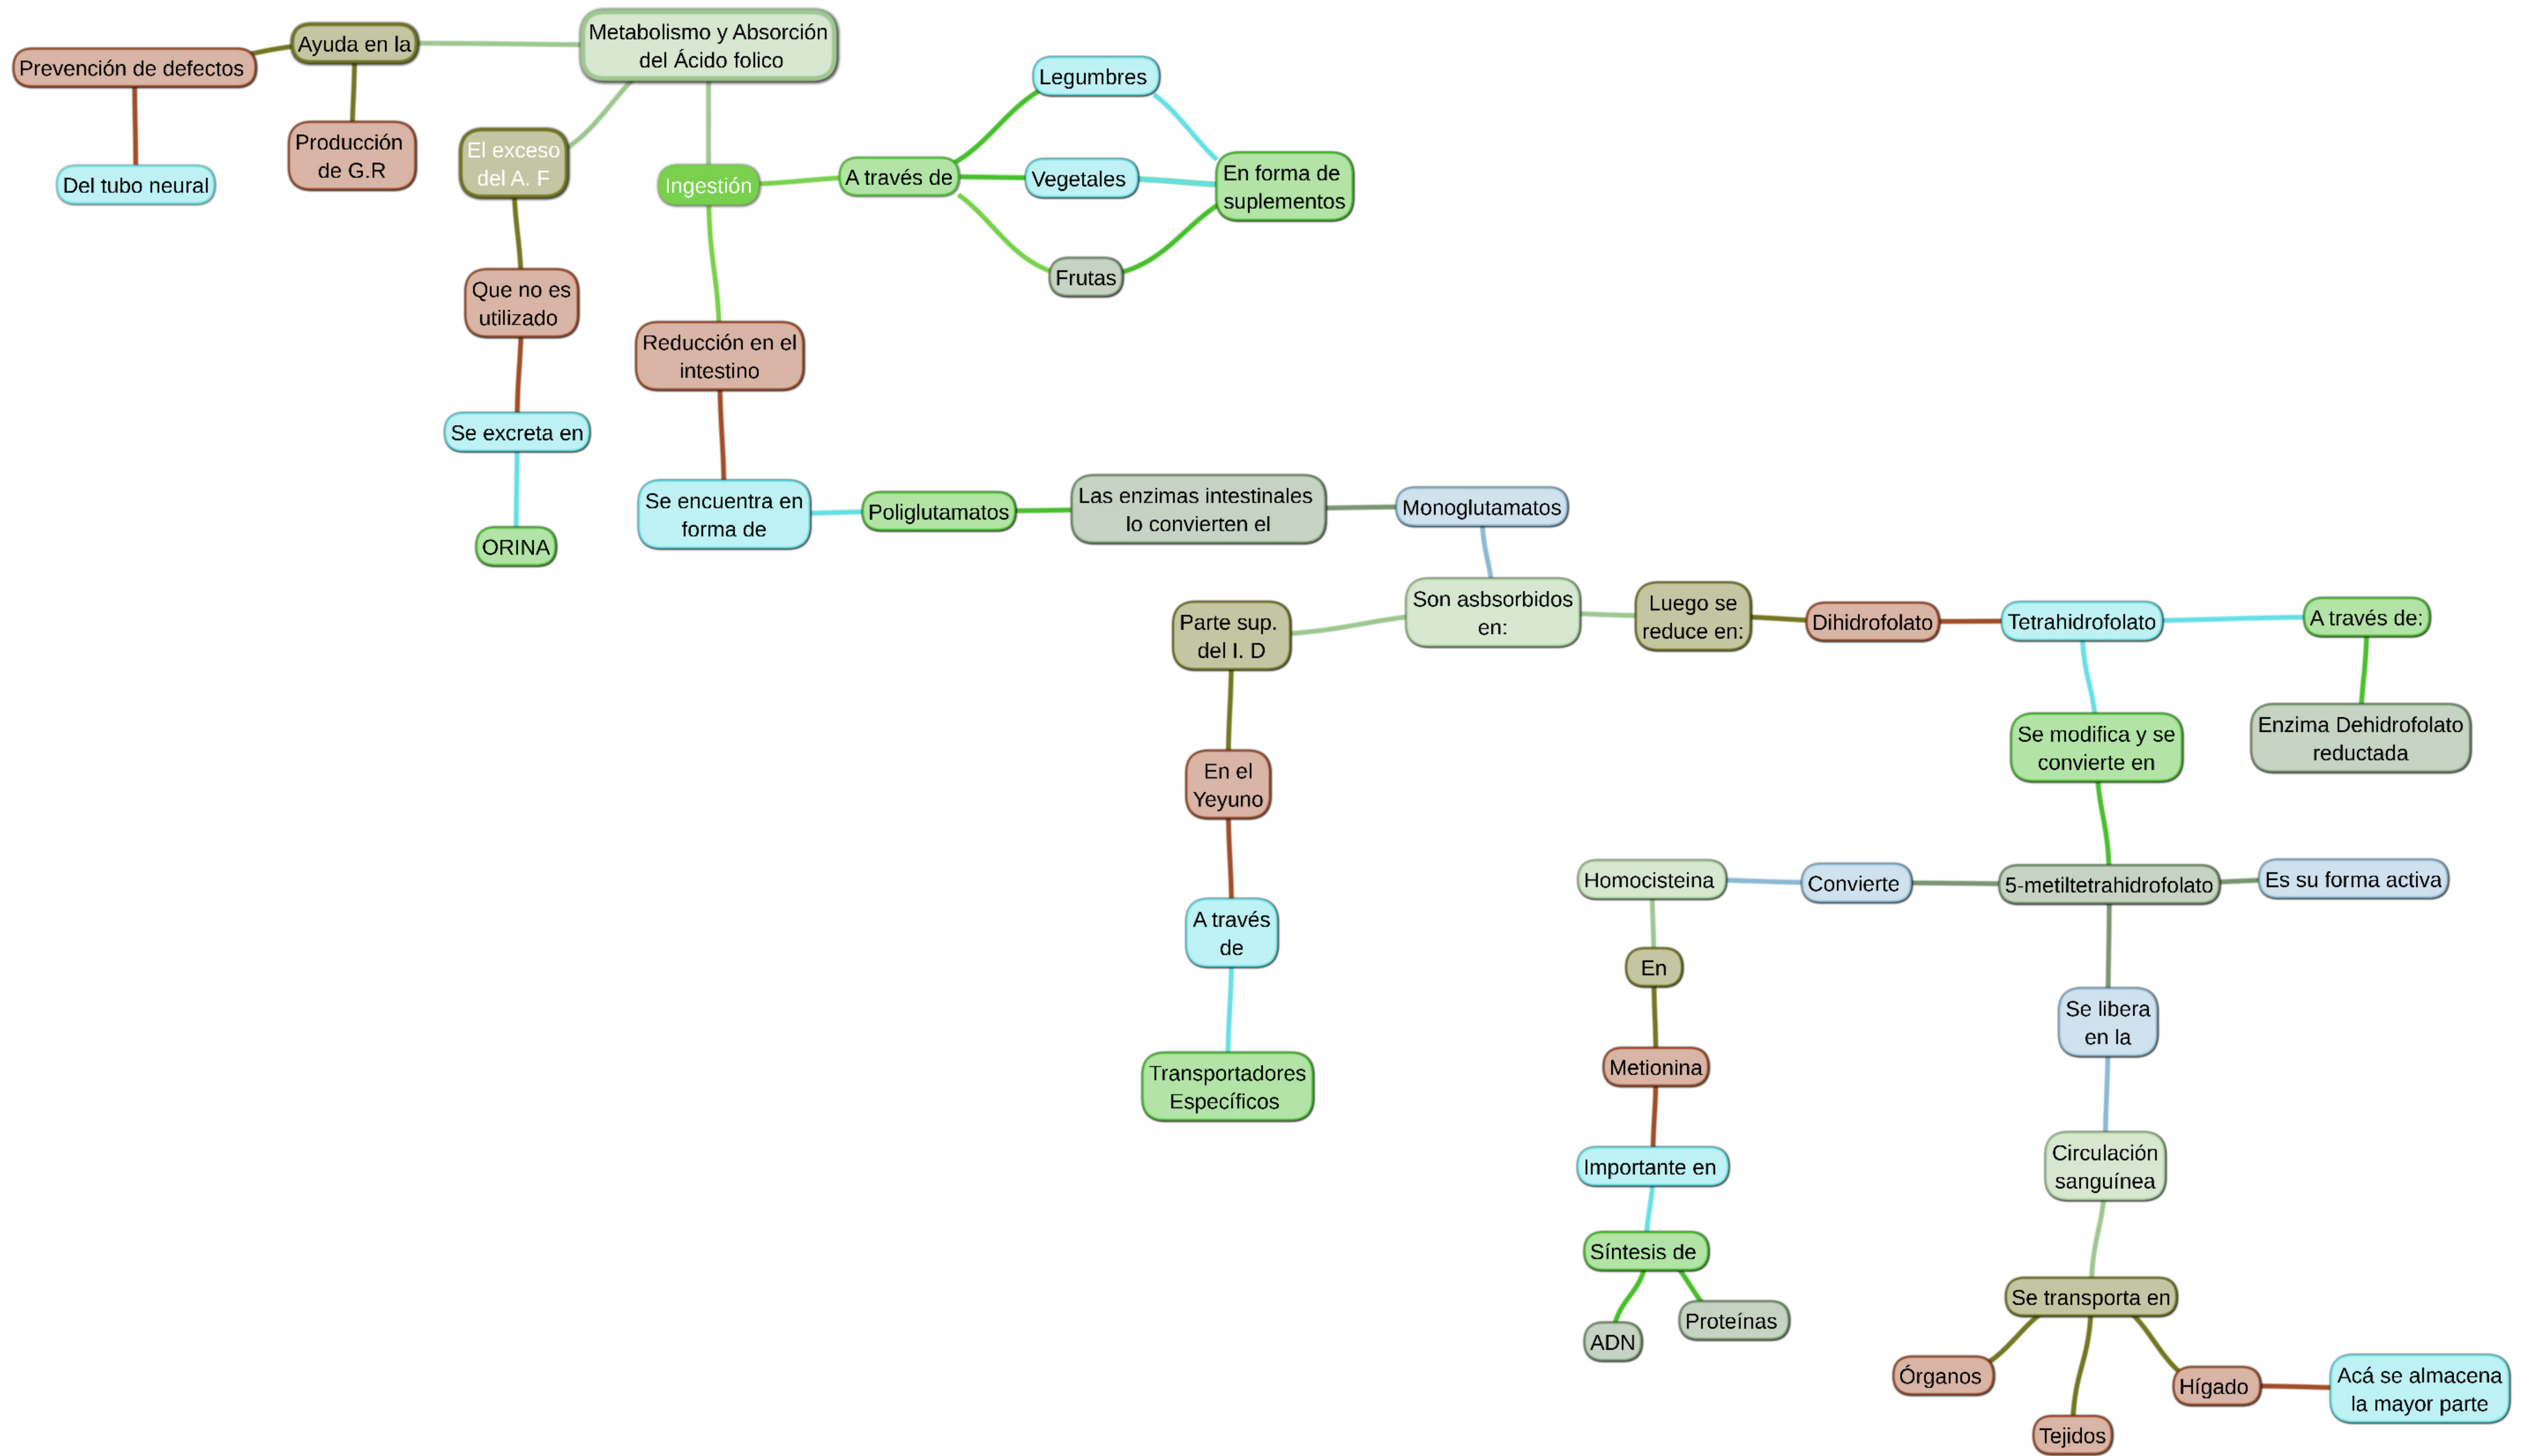 Metabolismo y Absorción
del Ácido folico
Ayuda en la
Prevención de defectos
Del tubo neural
Producción
de G.R
El exceso
del A. F
Que no es
utilizado
Se excreta en
ORINA
Ingestión
A través de
Legumbres
Vegetales
Frutas
En forma de
suplementos
Reducción en el
intestino
Se encuentra en
forma de
Poliglutamatos
Las enzimas intestinales
lo convierten el
Monoglutamatos
Son asbsorbidos
en:
Parte sup.
del I. D
En el
Yeyuno
A través
de
Transportadores
Específicos
Luego se
reduce en:
Dihidrofolato
Tetrahidrofolato
A través de:
Enzima Dehidrofolato
reductada
Se modifica y se
convierte en
5-metiltetrahidrofolato
Es su forma activa
Convierte
Homocisteina
En
Metionina
Importante en
Síntesis de
ADN
Proteínas
Se libera
en la
Circulación
sanguínea
Se transporta en
Órganos
Tejidos
Hígado
Acá se almacena
la mayor parte